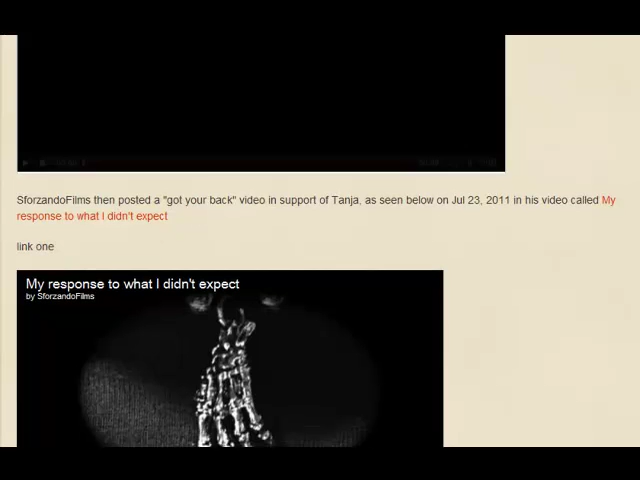 SforzandoFilms then posted a "got your back" video in support of Tanja, as seen below on Jul 23, 2011 in his video called My
response to what I didn't expect
link one
My response to what I didn't expect
by SforzandoFilms